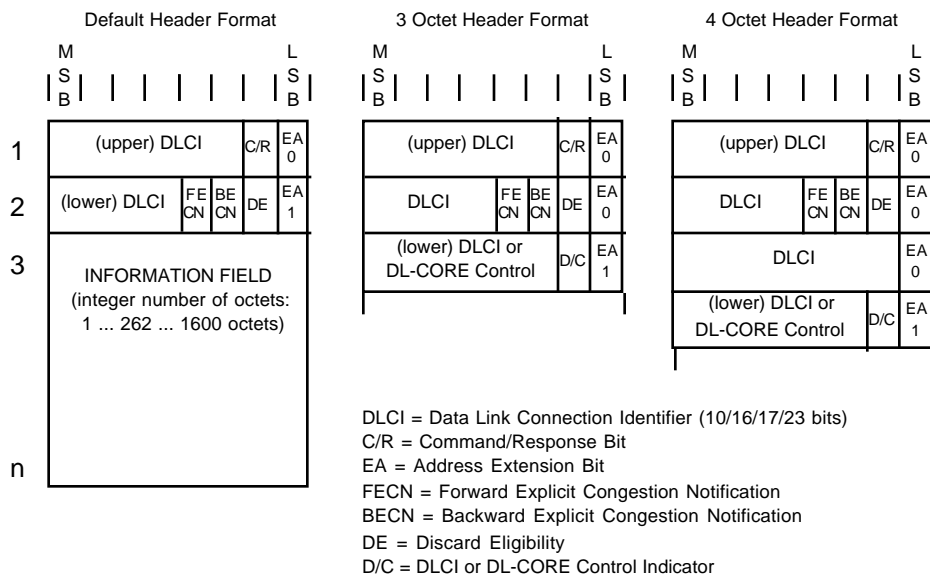 Default Header Format
3 Octet Header Format
4 Octet Header Format
MSB
LSB
MSB
LSB
MSB
LSB
1
(upper) DLCI
C/R
EA
0
(upper) DLCI
C/R
EA
0
(upper) DLCI
C/R
EA
0
2
(lower) DLCI
FE
CN
BE
CN
DE
EA
1
DLCI
FE
CN
BE
CN
DE
EA
0
DLCI
FE
CN
BE
CN
DE
EA
0
3
INFORMATION FIELD
(integer number of octets:
1 ... 262 ... 1600 octets)
(lower) DLCI or
DL-CORE Control
D/C
EA
1
DLCI
EA
0
(lower) DLCI or
DL-CORE Control
D/C
EA
1
n
DLCI = Data Link Connection Identifier (10/16/17/23 bits)
C/R = Command/Response Bit
EA = Address Extension Bit
FECN = Forward Explicit Congestion Notification
BECN = Backward Explicit Congestion Notification
DE = Discard Eligibility
D/C = DLCI or DL-CORE Control Indicator